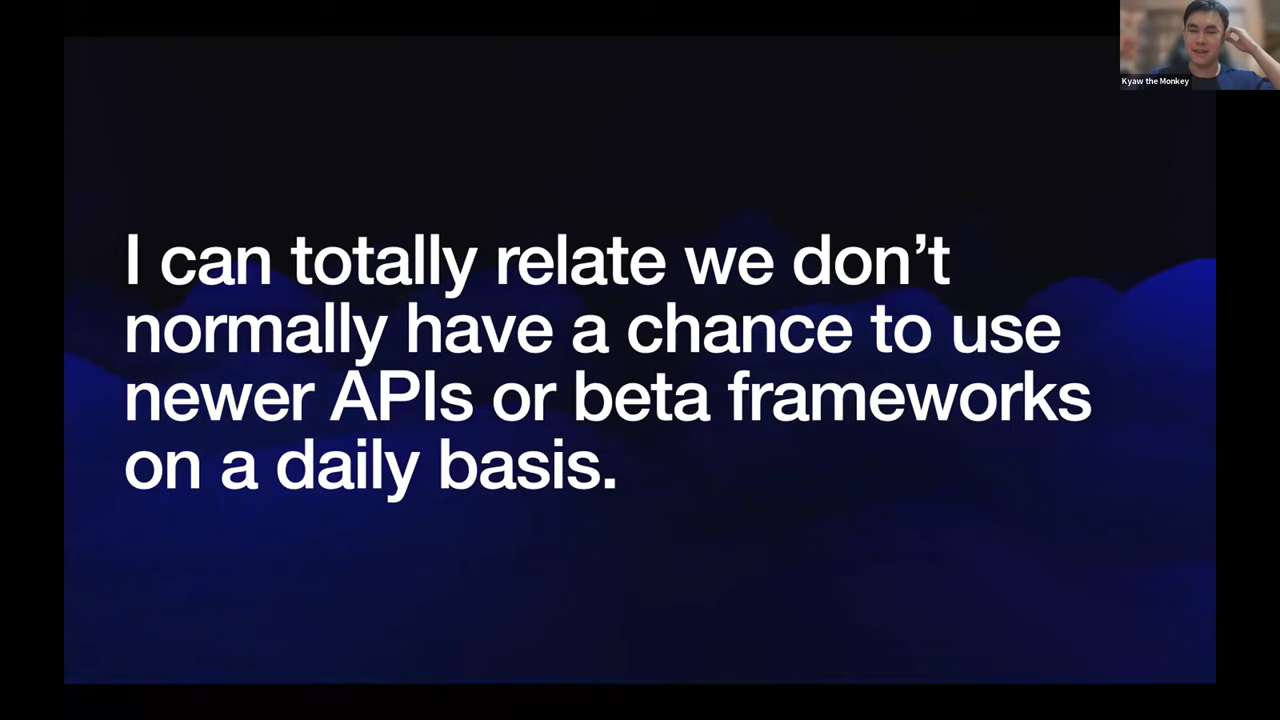 Kyaw the Monkey
I can totally relate we don’t
normally have a chance to use
newer APIs or beta frameworks
on a daily basis.